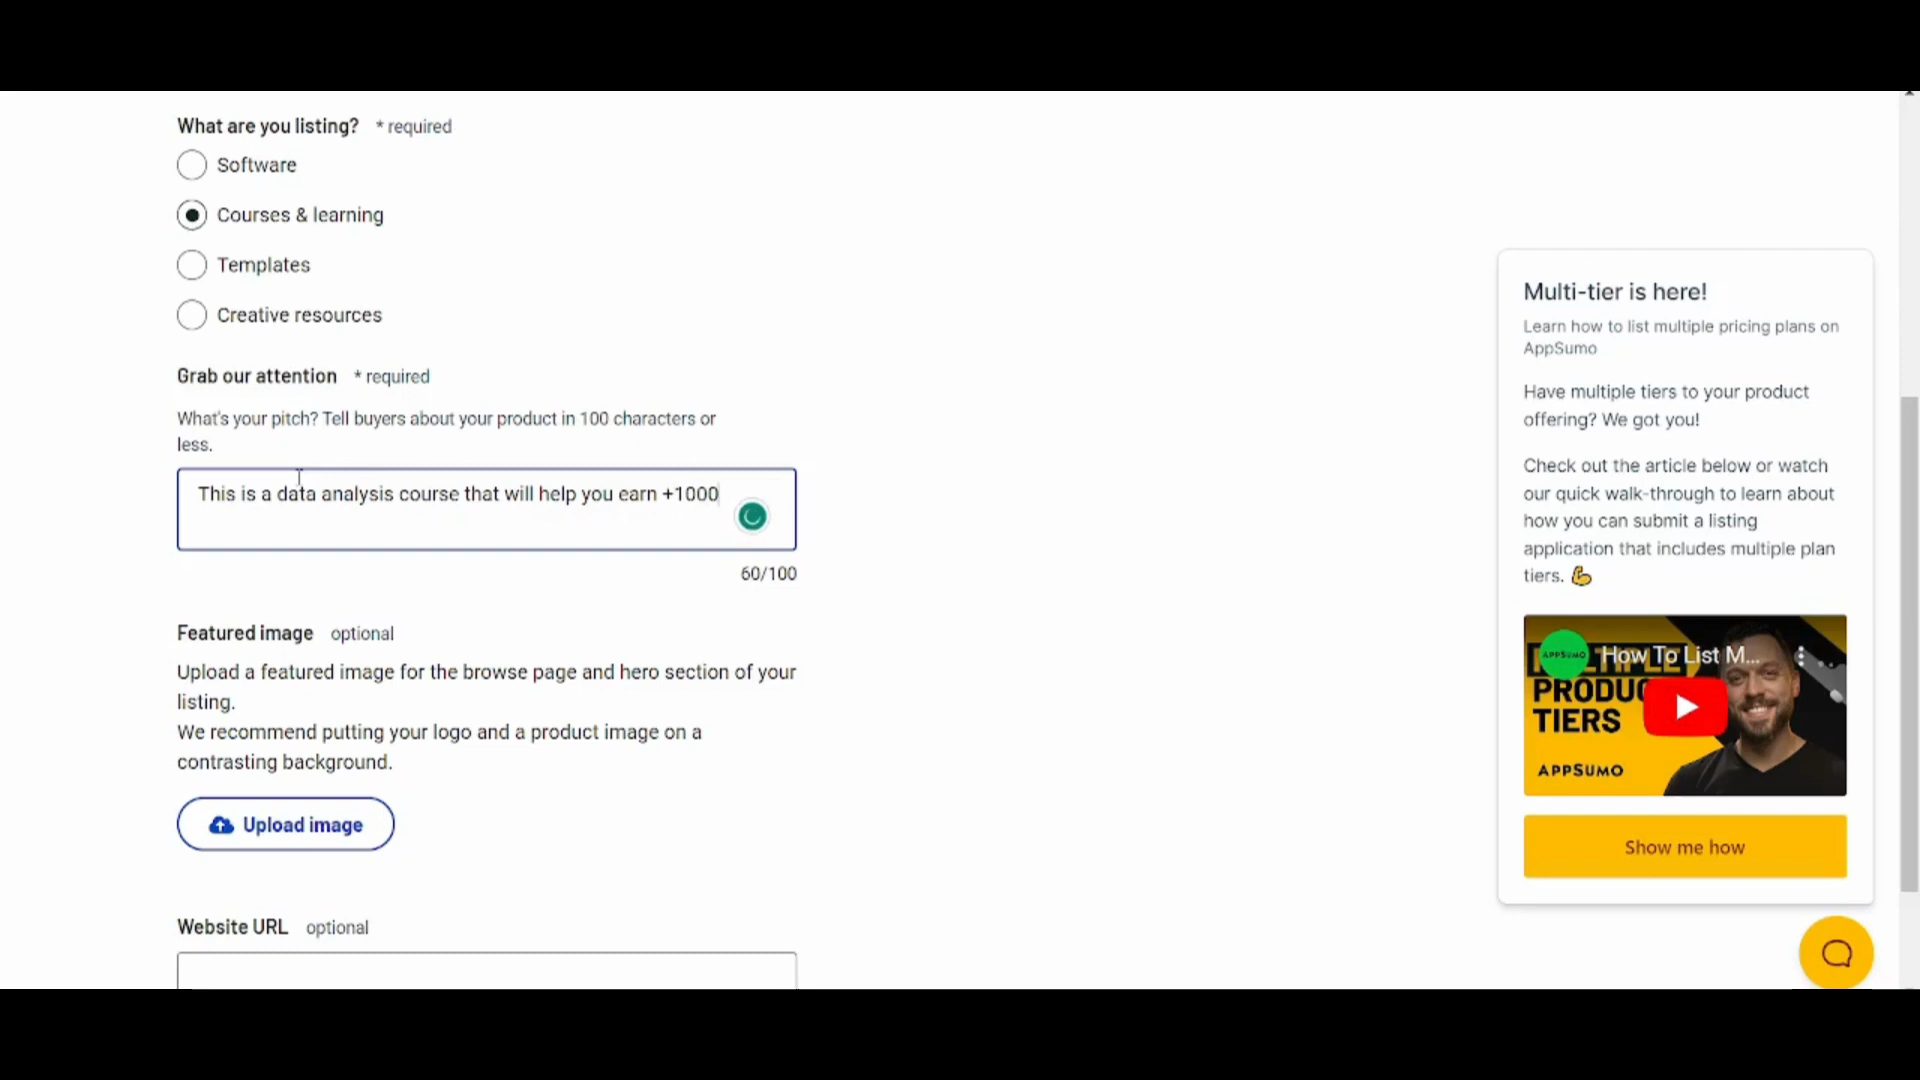 What are you listing? * required
Software
Courses & learning
Templates
Creative resources
Grab our attention * required
What's your pitch? Tell buyers about your product in 100 characters or
less.
This is a data analysis course that will help you earn +1000
60/100
Featured image optional
Upload a featured image for the browse page and hero section of your
listing.
We recommend putting your logo and a product image on a
contrasting background.
Upload image
Website URL optional
Multi-tier is here!
Learn how to list multiple pricing plans on
AppSumo
Have multiple tiers to your product
offering? We got you!
Check out the article below or watch
our quick walk-through to learn about
how you can submit a listing
application that includes multiple plan
tiers. 💪
APPSUMO How To List M...
MULTIPLE
PRODUC
TIERS
APPSUMO
Show me how